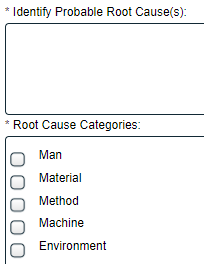 * Identify Probable Root Cause(s):
* Root Cause Categories:
Man
Material
Method
Machine
Environment